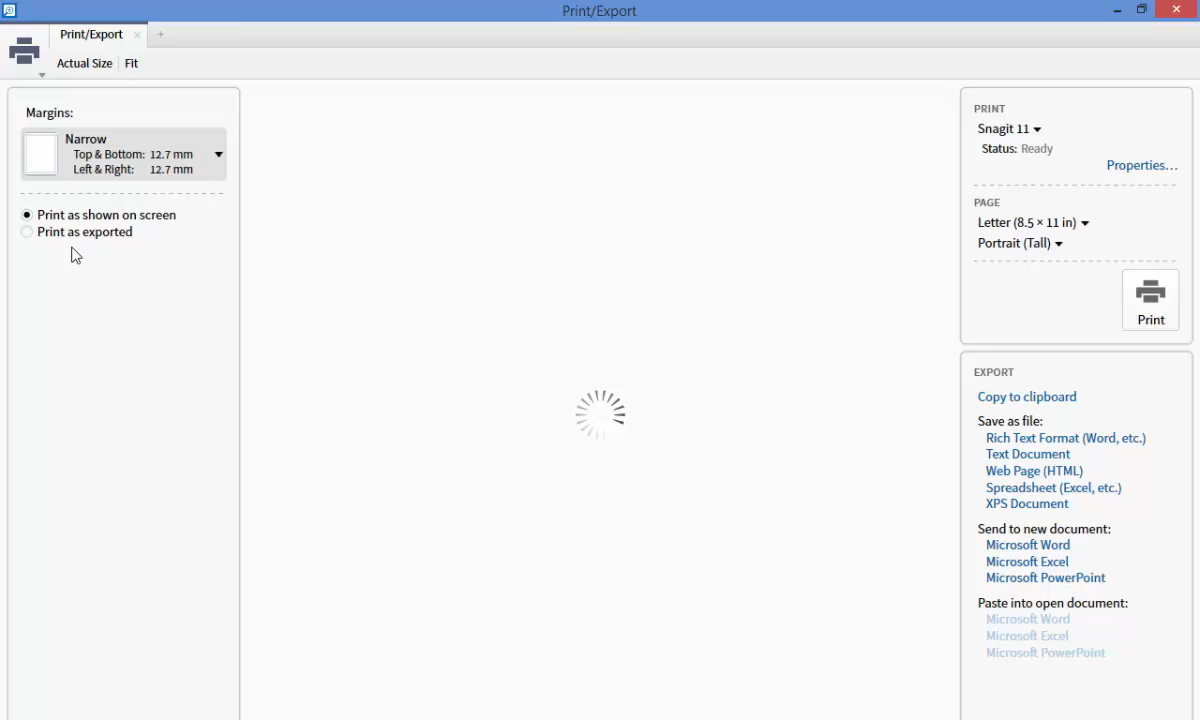 Print/Export
Print/Export
Actual Size
Fit
Margins:
Narrow
Top & Bottom: 12.7 mm
Left & Right: 12.7 mm
Print as shown on screen
Print as exported
PRINT
Snagit 11
Status: Ready
Properties...
PAGE
Letter (8.5 × 11 in)
Portrait (Tall)
Print
EXPORT
Copy to clipboard
Save as file:
Rich Text Format (Word, etc.)
Text Document
Web Page (HTML)
Spreadsheet (Excel, etc.)
XPS Document
Send to new document:
Microsoft Word
Microsoft Excel
Microsoft PowerPoint
Paste into open document:
Microsoft Word
Microsoft Excel
Microsoft PowerPoint